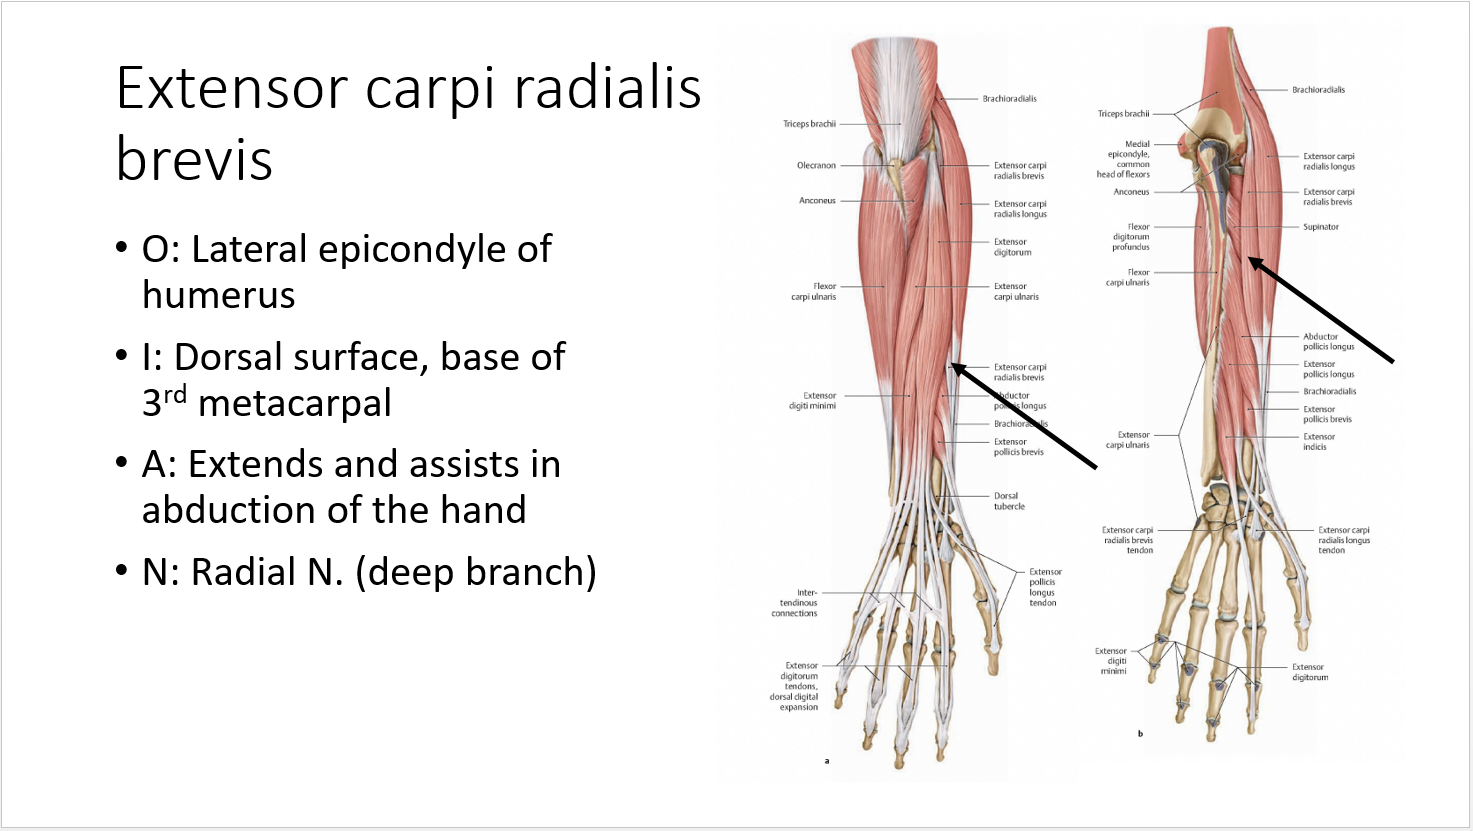 Extensor carpi radialis
brevis
• O: Lateral epicondyle of
humerus
• I: Dorsal surface, base of
3rd metacarpal
• A: Extends and assists in
abduction of the hand
• N: Radial N. (deep branch)
Brachioradialis
Triceps brachii
Olecranon
Extensor carpi
radialis brevis
Anconeus
Extensor carpi
radialis longus
Extensor
digitorum
Flexor
carpi ulnaris
Extensor
carpi ulnaris
Extensor carpi
radialis brevis
Extensor
digiti minimi
Abductor
pollicis longus
Brachioradialis
Extensor
pollicis brevis
Dorsal
tubercle
Extensor
pollicis
longus
tendon
Inter-
tendinous
connections
Extensor
digitorum
tendons,
dorsal digital
expansion
a
Brachioradialis
Triceps brachii
Medial
epicondyle,
common
head of flexors
Extensor carpi
radialis longus
Anconeus
Extensor carpi
radialis brevis
Flexor
digitorum
profundus
Supinator
Flexor
carpi ulnaris
Abductor
pollicis longus
Extensor
pollicis longus
Brachioradialis
Extensor
pollicis brevis
Extensor
carpi ulnaris
Extensor
indicis
Extensor carpi
radialis brevis
tendon
Extensor carpi
radialis longus
tendon
Extensor
digiti
minimi
Extensor
digitorum
b